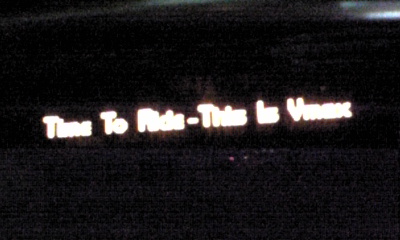 Time To Ride - This Is Vmax